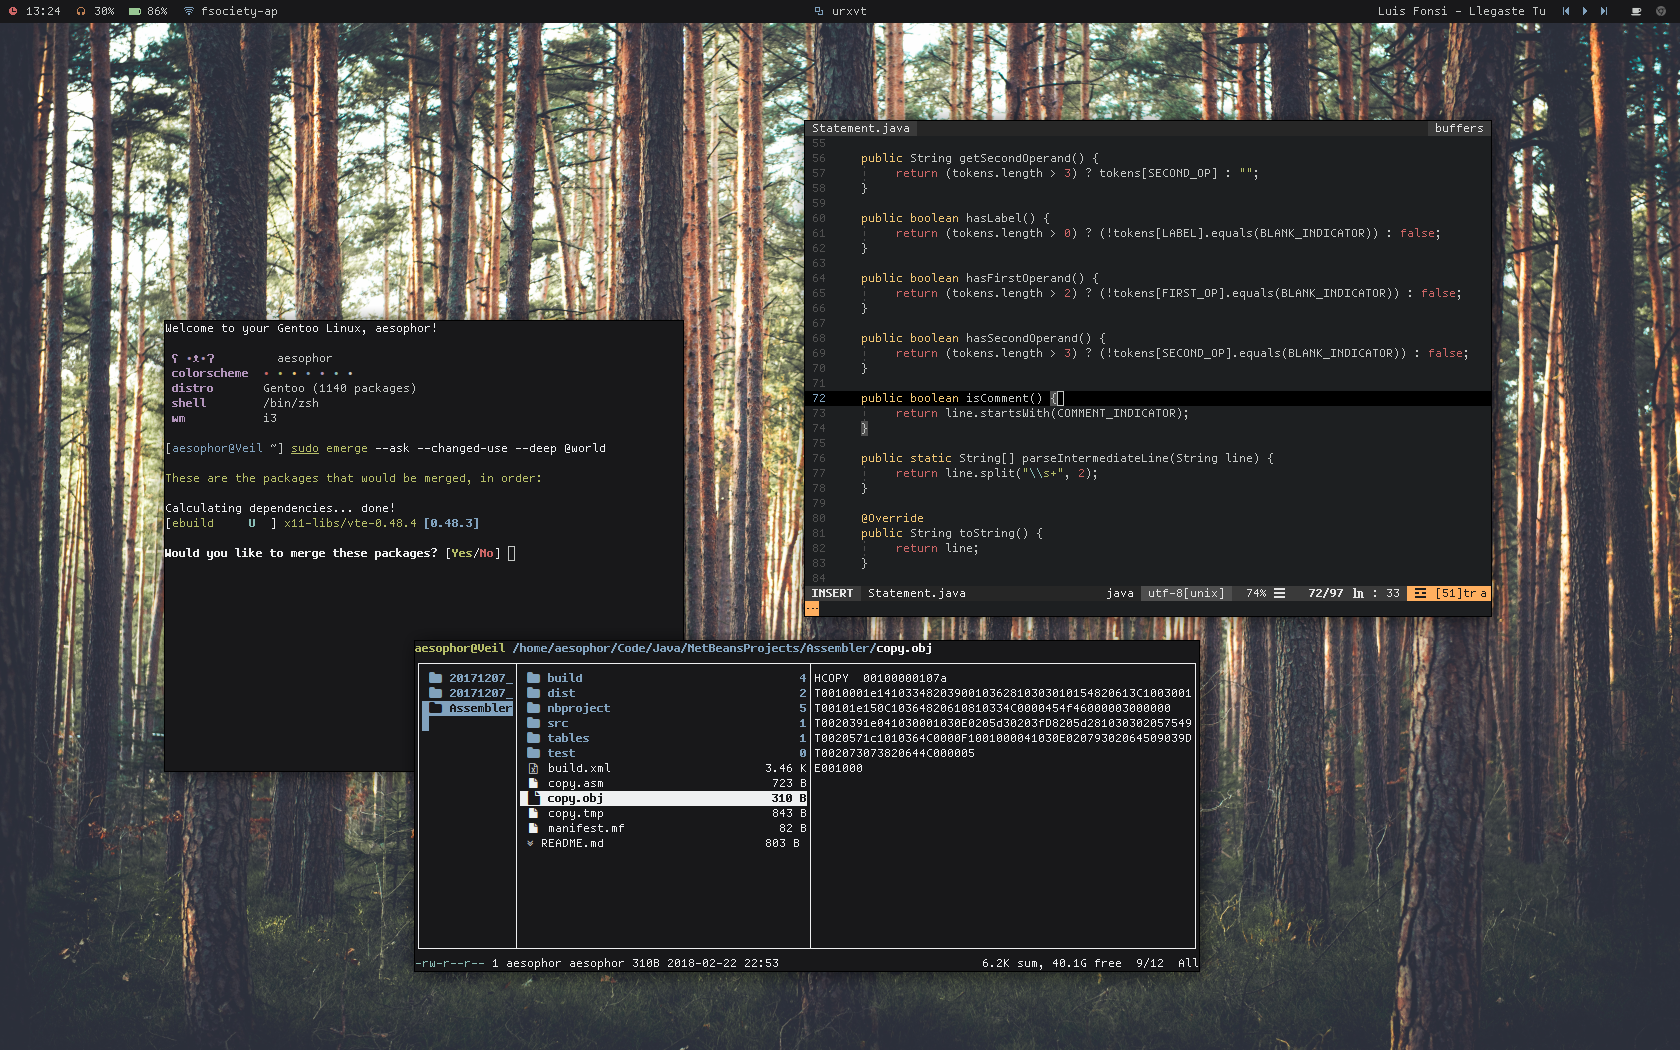 13:24 30% 86% fsociety-ap
urxvt
Luis Fonsi - Llegaste Tu
Statement.java buffers
55
56 public String getSecondOperand() {
57 return (tokens.length > 3) ? tokens[SECOND_OP] : "";
58 }
59
60 public boolean hasLabel() {
61 return (tokens.length > 0) ? (!tokens[LABEL].equals(BLANK_INDICATOR)) : false;
62 }
63
64 public boolean hasFirstOperand() {
65 return (tokens.length > 2) ? (!tokens[FIRST_OP].equals(BLANK_INDICATOR)) : false;
66 }
67
68 public boolean hasSecondOperand() {
69 return (tokens.length > 3) ? (!tokens[SECOND_OP].equals(BLANK_INDICATOR)) : false;
70 }
71
72 public boolean isComment() {
73 return line.startsWith(COMMENT_INDICATOR);
74 }
75
76 public static String[] parseIntermediateLine(String line) {
77 return line.split("\\s+", 2);
78 }
79
80 @Override
81 public String toString() {
82 return line;
83 }
84
INSERT Statement.java java utf-8[unix] 74% ☰ 72/97 ln : 33 ☲ [51]tr a
---
Welcome to your Gentoo Linux, aesophor!
ʕ •ᴥ•ʔ aesophor
colorscheme • • • • • • •
distro Gentoo (1140 packages)
shell /bin/zsh
wm i3
[aesophor@Veil ~] sudo emerge --ask --changed-use --deep @world
These are the packages that would be merged, in order:
Calculating dependencies... done!
[ebuild U ] x11-libs/vte-0.48.4 [0.48.3]
Would you like to merge these packages? [Yes/No]
aesophor@Veil /home/aesophor/Code/Java/NetBeansProjects/Assembler/copy.obj
20171207_
20171207_
Assembler
build 4
dist 2
nbproject 5
src 1
tables 1
test 0
build.xml 3.46 K
copy.asm 723 B
copy.obj 310 B
copy.tmp 843 B
manifest.mf 82 B
README.md 803 B
HCOPY 00100000107a
T0010001e1410334820390010362810303010154820613C1003001
T00101e150C10364820610810334C0000454f46000003000000
T0020391e041030001030E0205d30203fD8205d281030302057549
T0020571c1010364C0000F1001000041030E02079302064509039D
T002073073820644C000005
E001000
-rw-r--r-- 1 aesophor aesophor 310B 2018-02-22 22:53 6.2K sum, 40.1G free 9/12 All